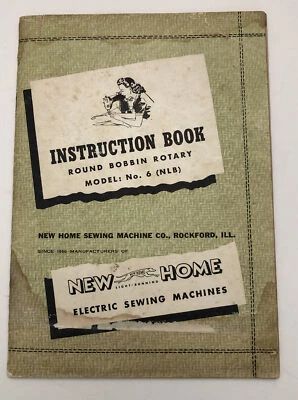 INSTRUCTION BOOK
ROUND BOBBIN ROTARY
MODEL: No. 6 (NLB)
NEW HOME SEWING MACHINE CO., ROCKFORD, ILL.
SINCE 1860 MANUFACTURERS OF
NEW HOME
LIGHT-RUNNING
ELECTRIC SEWING MACHINES